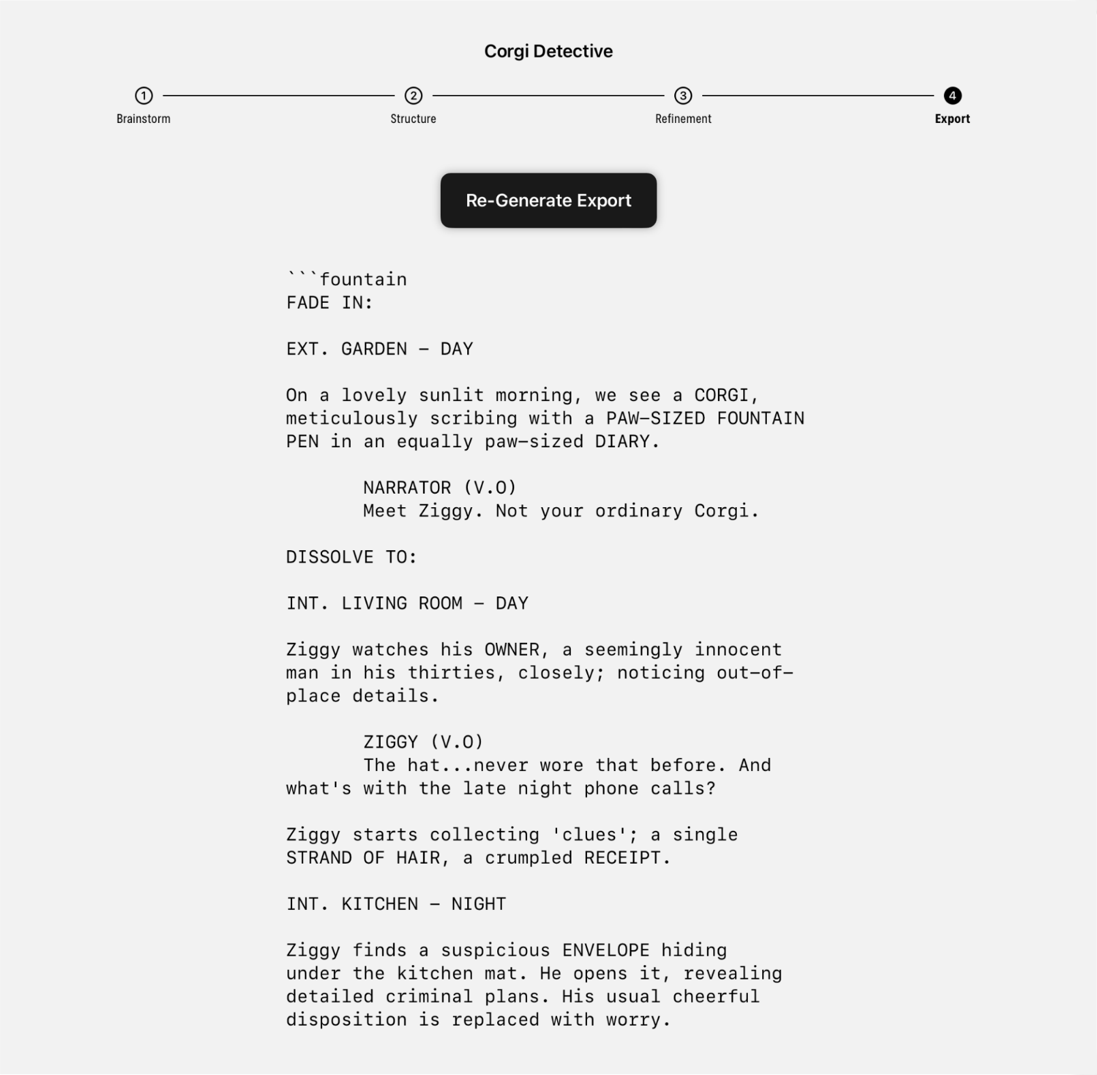 Corgi Detective
1 2 3 4
Brainstorm Structure Refinement Export
Re-Generate Export
```fountain
FADE IN:
EXT. GARDEN – DAY
On a lovely sunlit morning, we see a CORGI,
meticulously scribing with a PAW-SIZED FOUNTAIN
PEN in an equally paw-sized DIARY.
NARRATOR (V.O)
Meet Ziggy. Not your ordinary Corgi.
DISSOLVE TO:
INT. LIVING ROOM – DAY
Ziggy watches his OWNER, a seemingly innocent
man in his thirties, closely; noticing out-of-
place details.
ZIGGY (V.O)
The hat...never wore that before. And
what's with the late night phone calls?
Ziggy starts collecting 'clues'; a single
STRAND OF HAIR, a crumpled RECEIPT.
INT. KITCHEN – NIGHT
Ziggy finds a suspicious ENVELOPE hiding
under the kitchen mat. He opens it, revealing
detailed criminal plans. His usual cheerful
disposition is replaced with worry.